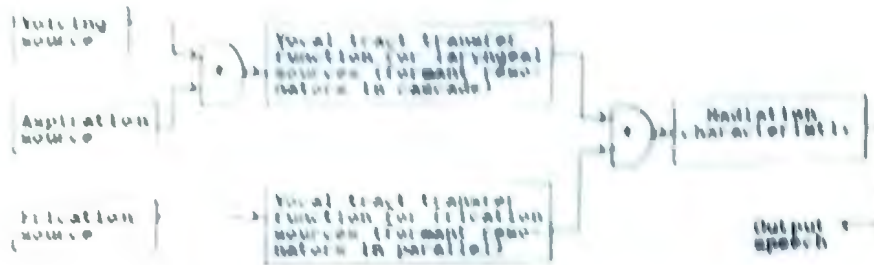 Voicing
source
Vocal tract transfer
function for laryngeal
sources (formant reso-
nators in cascade)
+
Aspiration
source
+
Radiation
characteristic
Frication
source
Vocal tract transfer
function for frication
sources (formant reso-
nators in parallel)
Output
speech